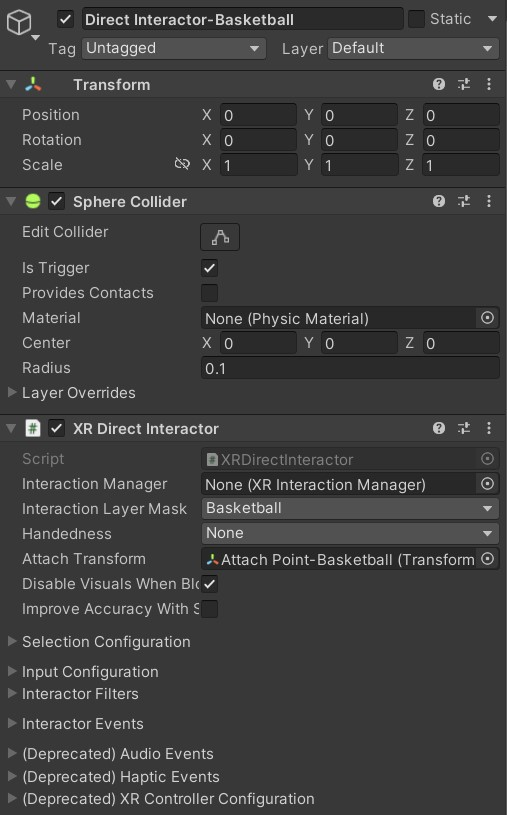 Direct Interactor-Basketball Static
Tag Untagged Layer Default
Transform
Position X 0 Y 0 Z 0
Rotation X 0 Y 0 Z 0
Scale X 1 Y 1 Z 1
Sphere Collider
Edit Collider
Is Trigger
Provides Contacts
Material None (Physic Material)
Center X 0 Y 0 Z 0
Radius 0.1
Layer Overrides
# XR Direct Interactor
Script # XRDirectInteractor
Interaction Manager None (XR Interaction Manager)
Interaction Layer Mask Basketball
Handedness None
Attach Transform Attach Point-Basketball (Transform
Disable Visuals When Blo
Improve Accuracy With S
Selection Configuration
Input Configuration
Interactor Filters
Interactor Events
(Deprecated) Audio Events
(Deprecated) Haptic Events
(Deprecated) XR Controller Configuration